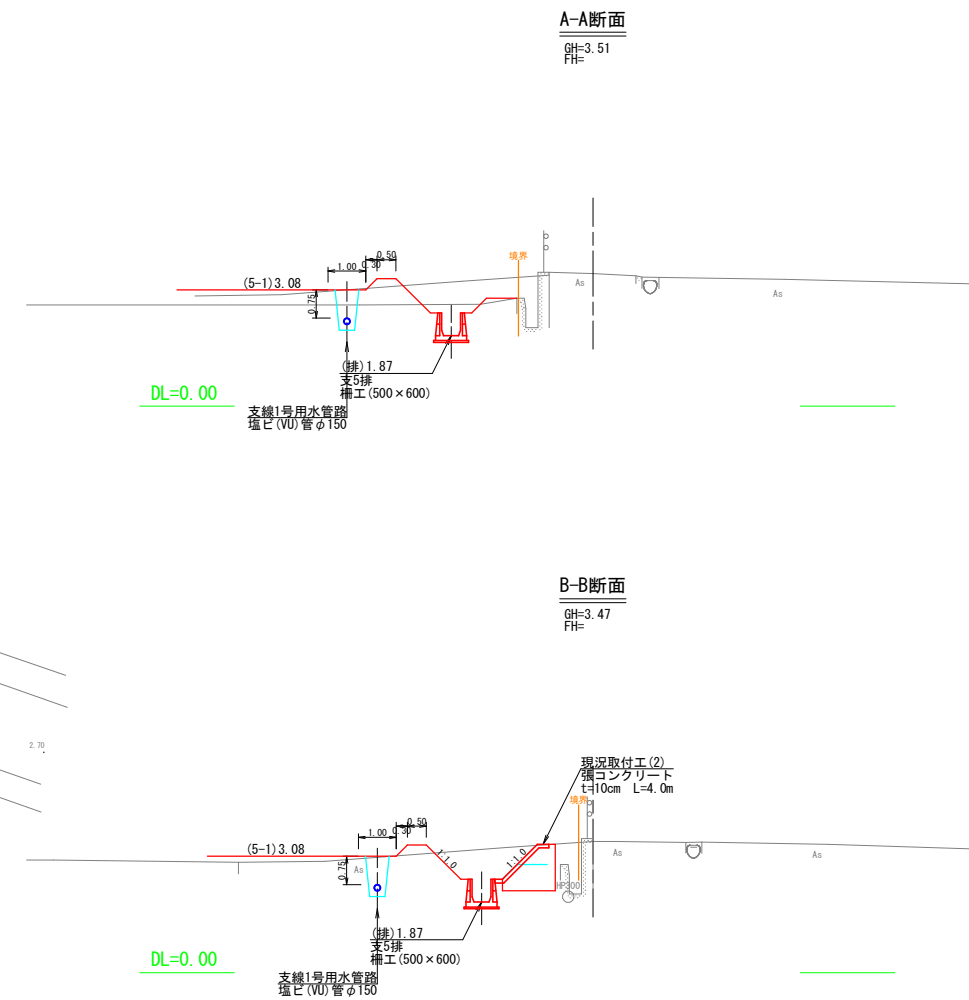 A-A断面
GH=3.51
FH=
境界
0.50
1.00
0.30
(5-1)3.08
As
As
0.75
(排)1.87
支5排
柵工(500×600)
DL=0.00
支線1号用水管路
塩ビ(VU)管φ150
B-B断面
GH=3.47
FH=
2.70
現況取付工(2)
張コンクリート
t=10cm L=4.0m
境界
0.50
1.00
0.30
(5-1)3.08
1:1.0
1:1.0
As
As
As
0.75
HP300
(排)1.87
支5排
柵工(500×600)
DL=0.00
支線1号用水管路
塩ビ(VU)管φ150